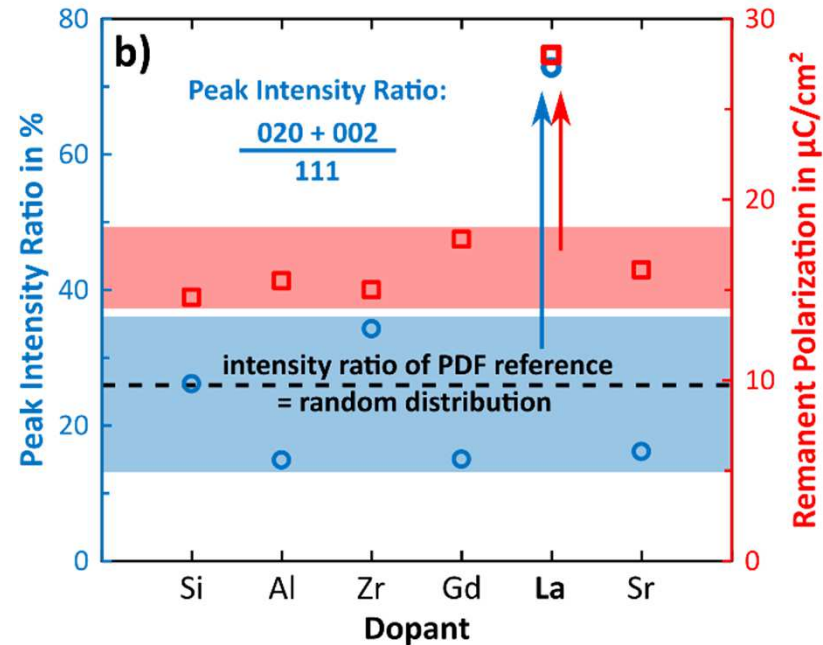 b)
Peak Intensity Ratio:
020 + 002
111
intensity ratio of PDF reference
= random distribution
Peak Intensity Ratio in %
80
60
40
20
0
Remanent Polarization in µC/cm²
30
20
10
0
Si Al Zr Gd La Sr
Dopant